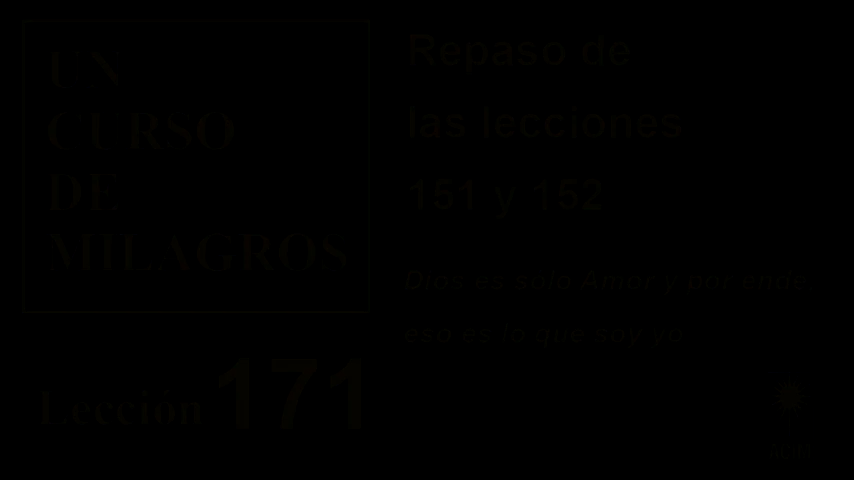 UN
CURSO
DE
MILAGROS
Lección 171
Repaso de
las lecciones
151 y 152
Dios es sólo Amor y por ende
eso es lo que soy yo